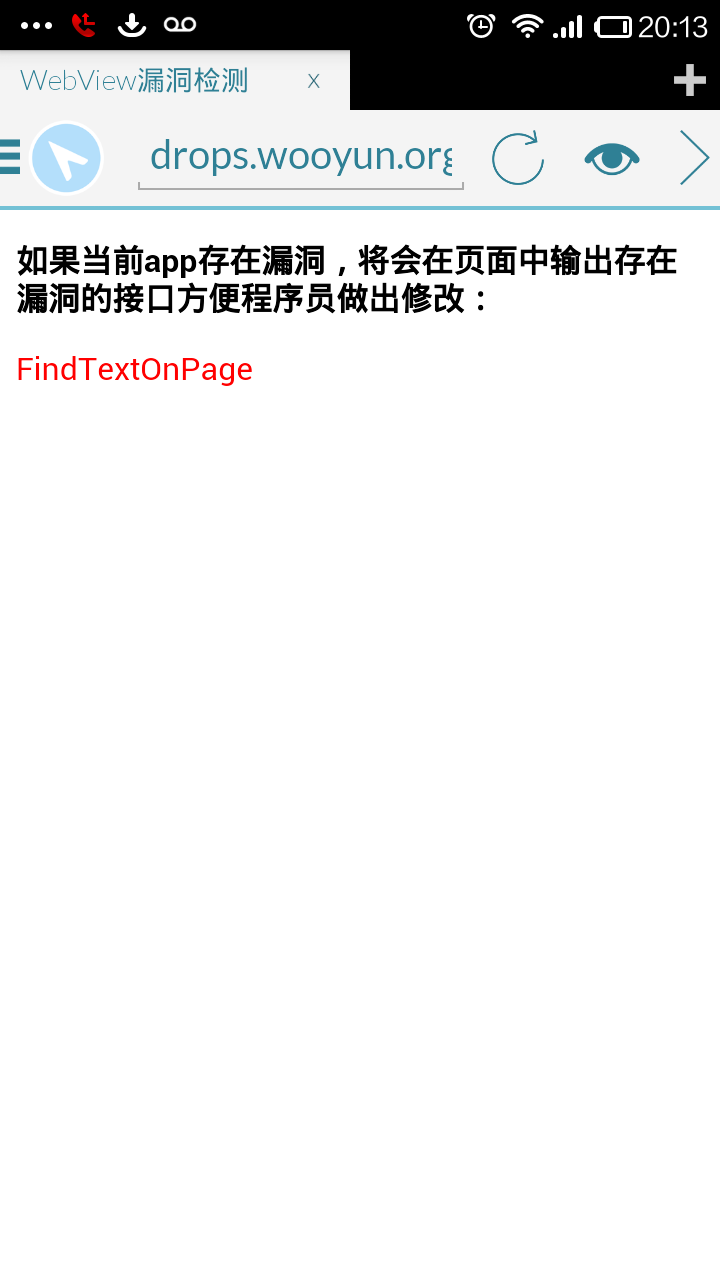 20:13
WebView漏洞检测 x
drops.wooyun.org
如果当前app存在漏洞，将会在页面中输出存在
漏洞的接口方便程序员做出修改：
FindTextOnPage